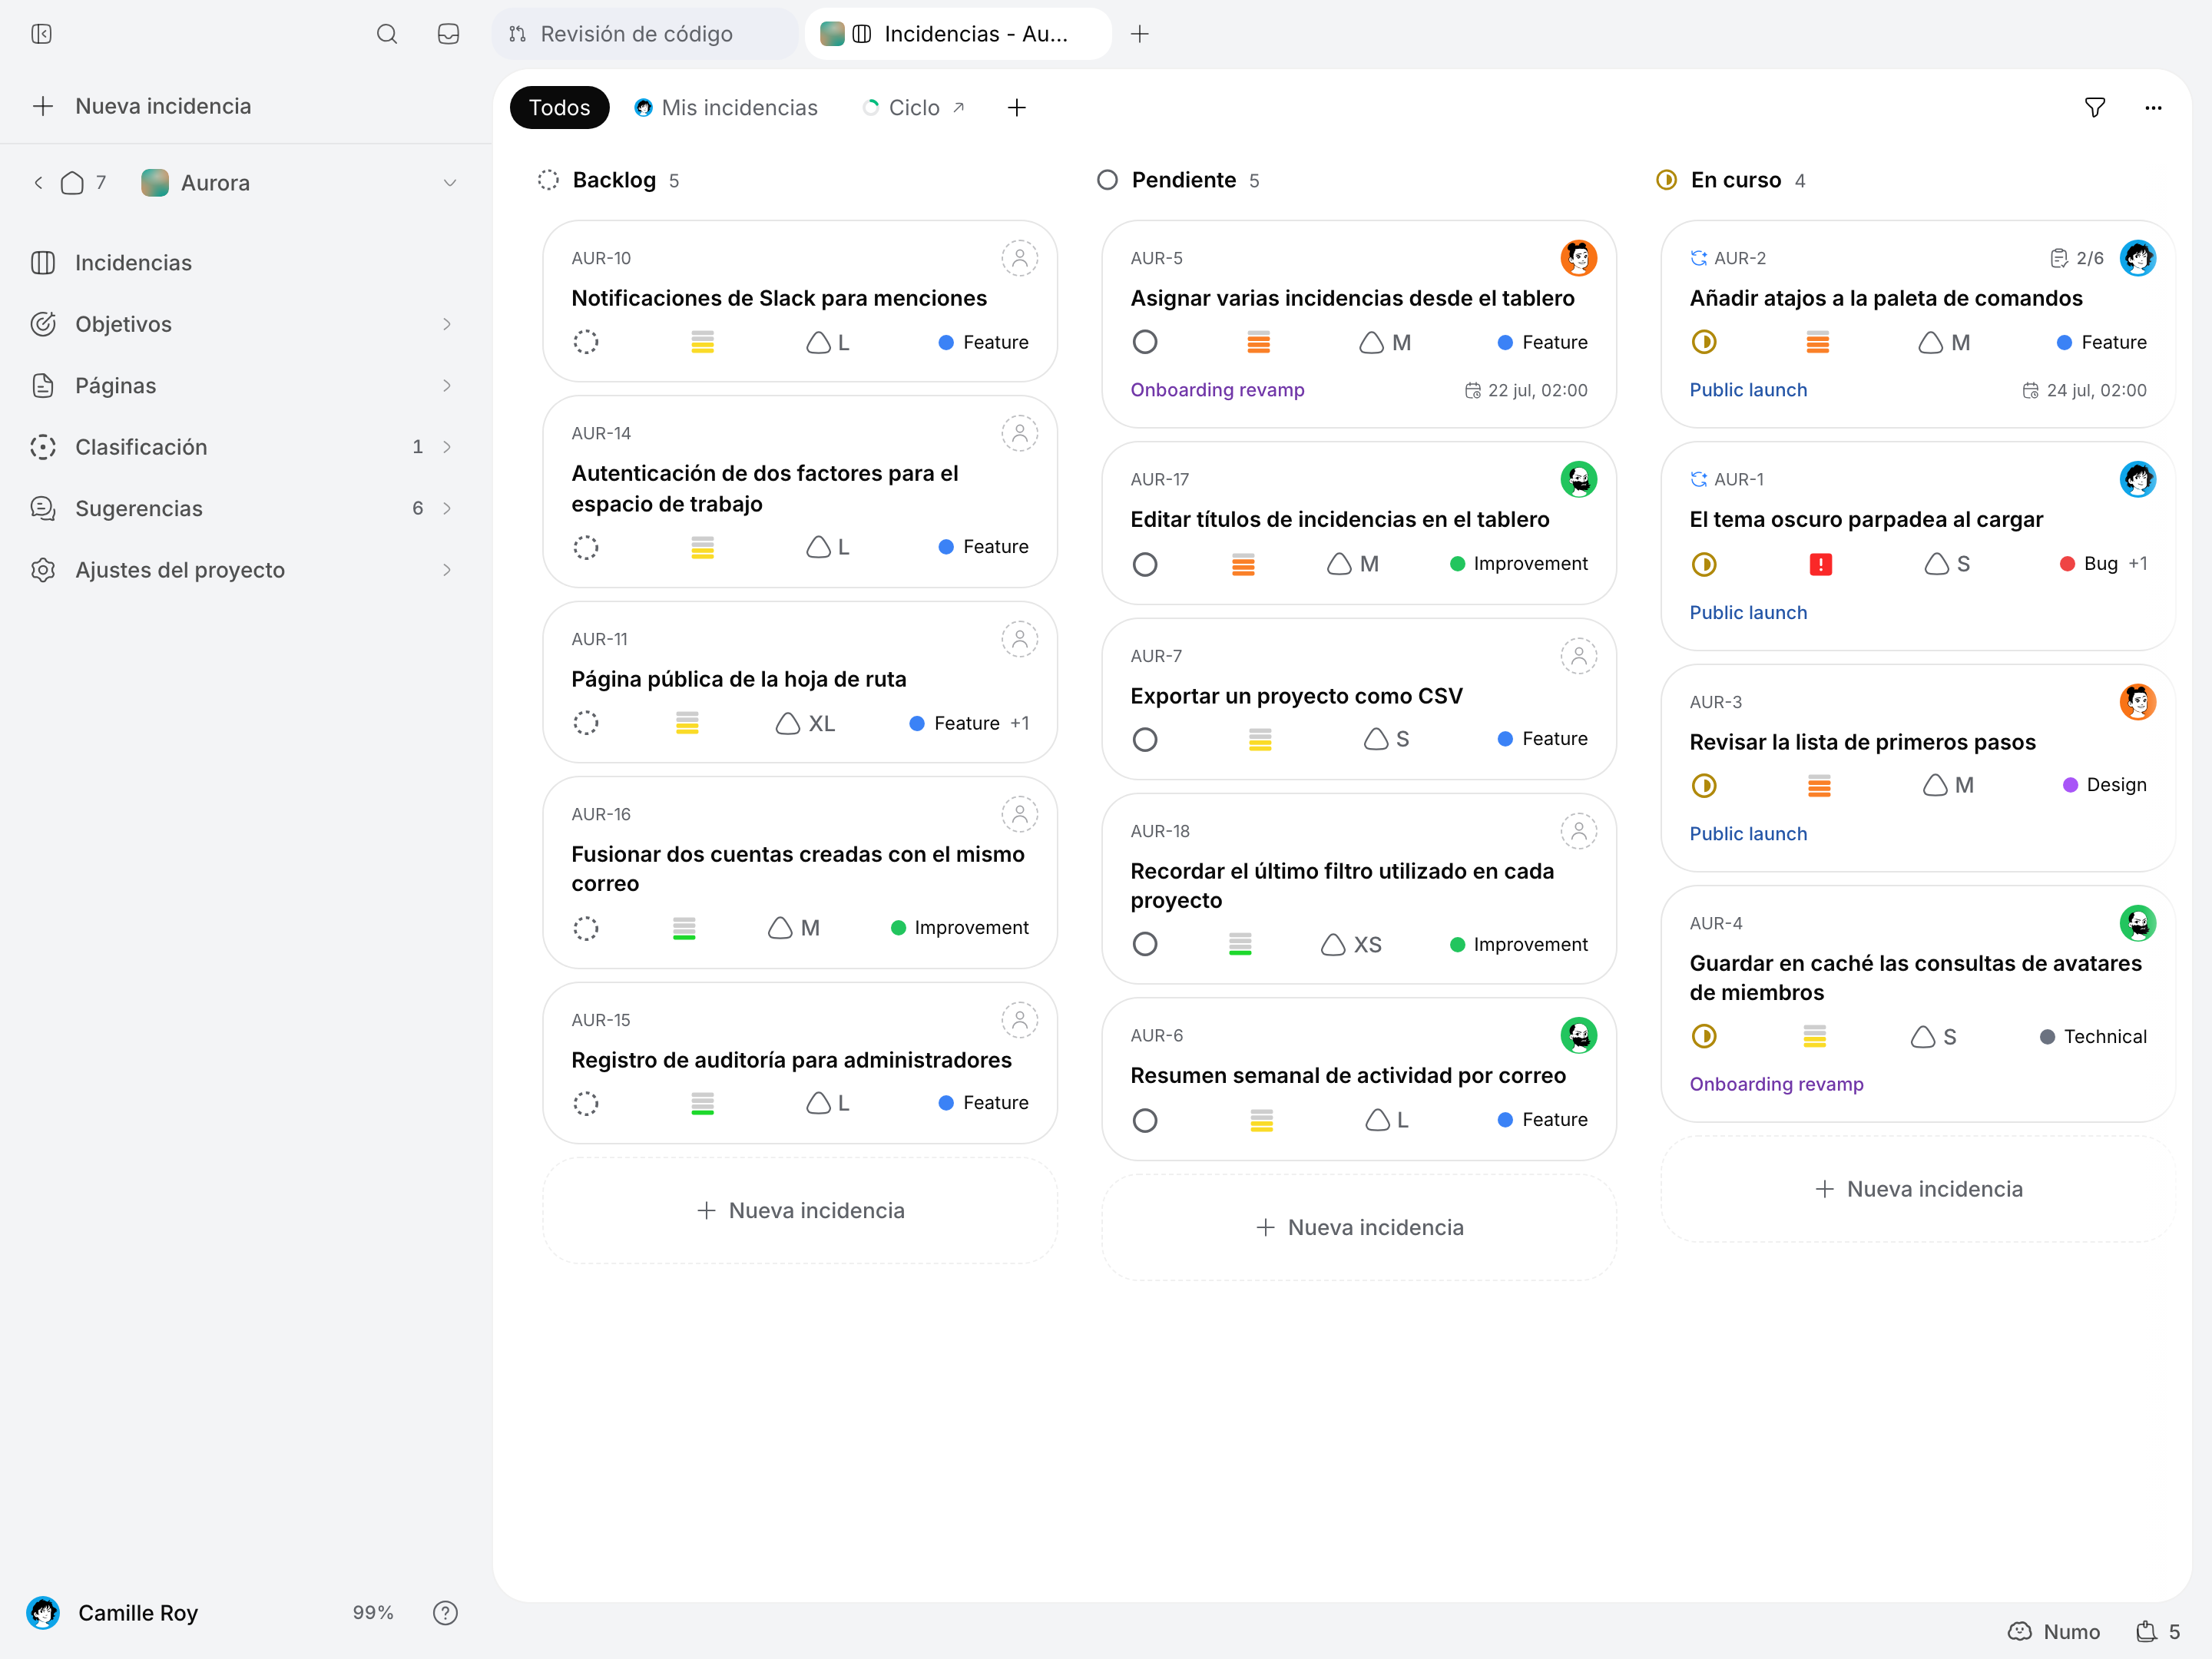 Revisión de código
Incidencias - Au...
Nueva incidencia
7
Aurora
Incidencias
Objetivos
Páginas
Clasificación 1
Sugerencias 6
Ajustes del proyecto
Camille Roy
99%
Todos
Mis incidencias
Ciclo
Backlog 5
AUR-10
Notificaciones de Slack para menciones
L
Feature
AUR-14
Autenticación de dos factores para el
espacio de trabajo
L
Feature
AUR-11
Página pública de la hoja de ruta
XL
Feature +1
AUR-16
Fusionar dos cuentas creadas con el mismo
correo
M
Improvement
AUR-15
Registro de auditoría para administradores
L
Feature
Nueva incidencia
Pendiente 5
AUR-5
Asignar varias incidencias desde el tablero
M
Feature
Onboarding revamp
22 jul, 02:00
AUR-17
Editar títulos de incidencias en el tablero
M
Improvement
AUR-7
Exportar un proyecto como CSV
S
Feature
AUR-18
Recordar el último filtro utilizado en cada
proyecto
XS
Improvement
AUR-6
Resumen semanal de actividad por correo
L
Feature
Nueva incidencia
En curso 4
AUR-2
2/6
Añadir atajos a la paleta de comandos
M
Feature
Public launch
24 jul, 02:00
AUR-1
El tema oscuro parpadea al cargar
S
Bug +1
Public launch
AUR-3
Revisar la lista de primeros pasos
M
Design
Public launch
AUR-4
Guardar en caché las consultas de avatares
de miembros
S
Technical
Onboarding revamp
Nueva incidencia
Numo
5